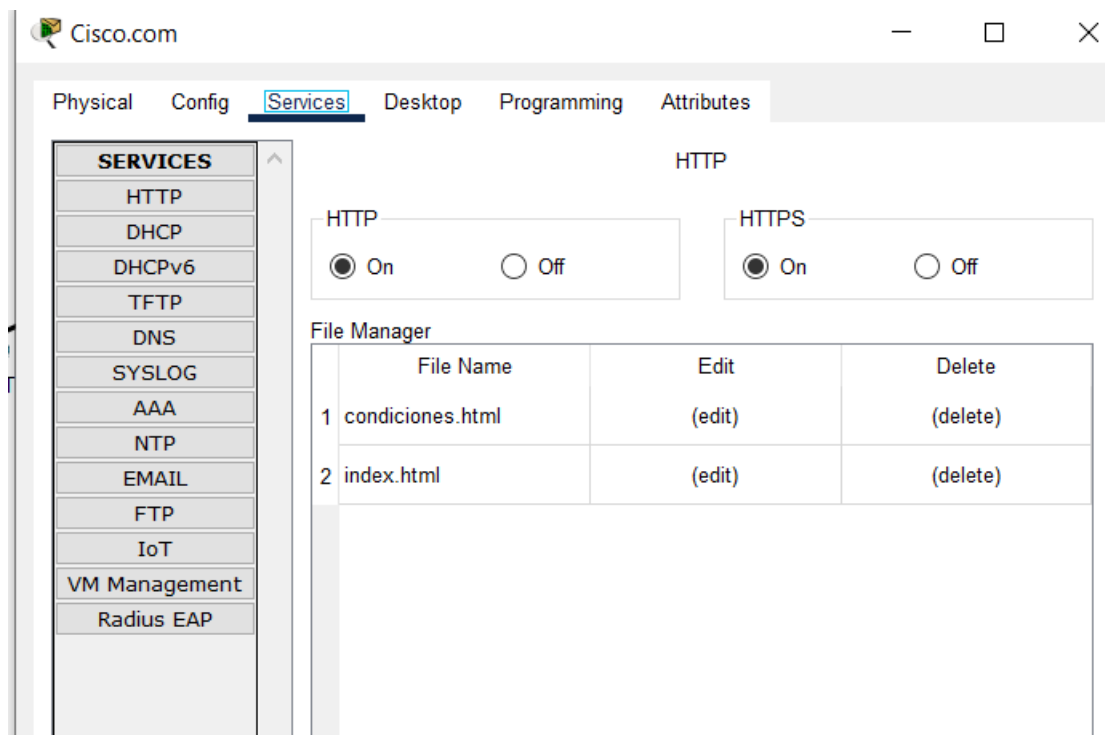 Cisco.com
Physical Config Services Desktop Programming Attributes
SERVICES
HTTP
DHCP
DHCPv6
TFTP
DNS
SYSLOG
AAA
NTP
EMAIL
FTP
IoT
VM Management
Radius EAP
HTTP
HTTP
On Off
HTTPS
On Off
File Manager
File Name Edit Delete
1 condiciones.html (edit) (delete)
2 index.html (edit) (delete)